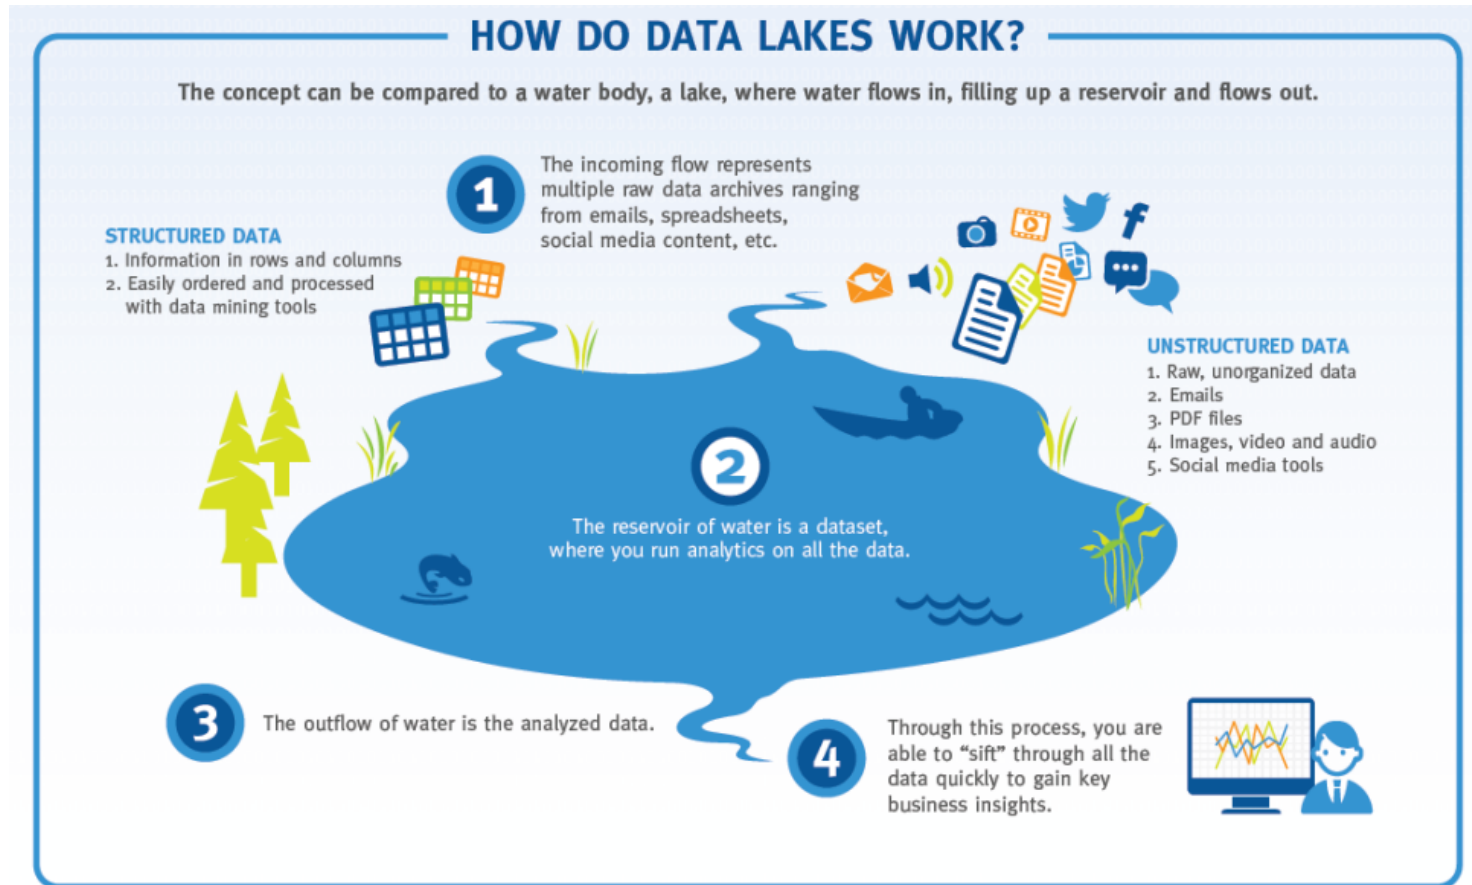 HOW DO DATA LAKES WORK?
The concept can be compared to a water body, a lake, where water flows in, filling up a reservoir and flows out.
1
The incoming flow represents
multiple raw data archives ranging
from emails, spreadsheets,
social media content, etc.
STRUCTURED DATA
1. Information in rows and columns
2. Easily ordered and processed
with data mining tools
UNSTRUCTURED DATA
1. Raw, unorganized data
2. Emails
3. PDF files
4. Images, video and audio
5. Social media tools
2
The reservoir of water is a dataset,
where you run analytics on all the data.
3
The outflow of water is the analyzed data.
4
Through this process, you are
able to “sift” through all the
data quickly to gain key
business insights.